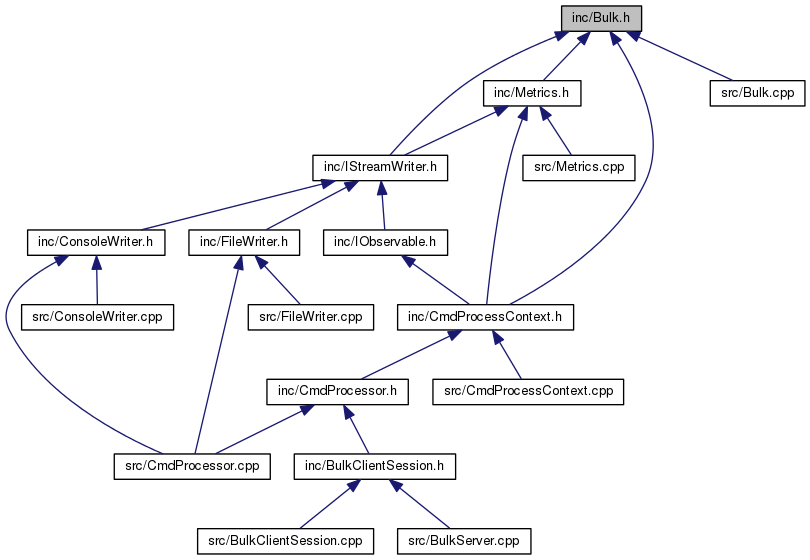 inc/Bulk.h
inc/Metrics.h
src/Bulk.cpp
inc/IStreamWriter.h
src/Metrics.cpp
inc/ConsoleWriter.h
inc/FileWriter.h
inc/IObservable.h
src/ConsoleWriter.cpp
src/FileWriter.cpp
inc/CmdProcessContext.h
inc/CmdProcessor.h
src/CmdProcessContext.cpp
src/CmdProcessor.cpp
inc/BulkClientSession.h
src/BulkClientSession.cpp
src/BulkServer.cpp